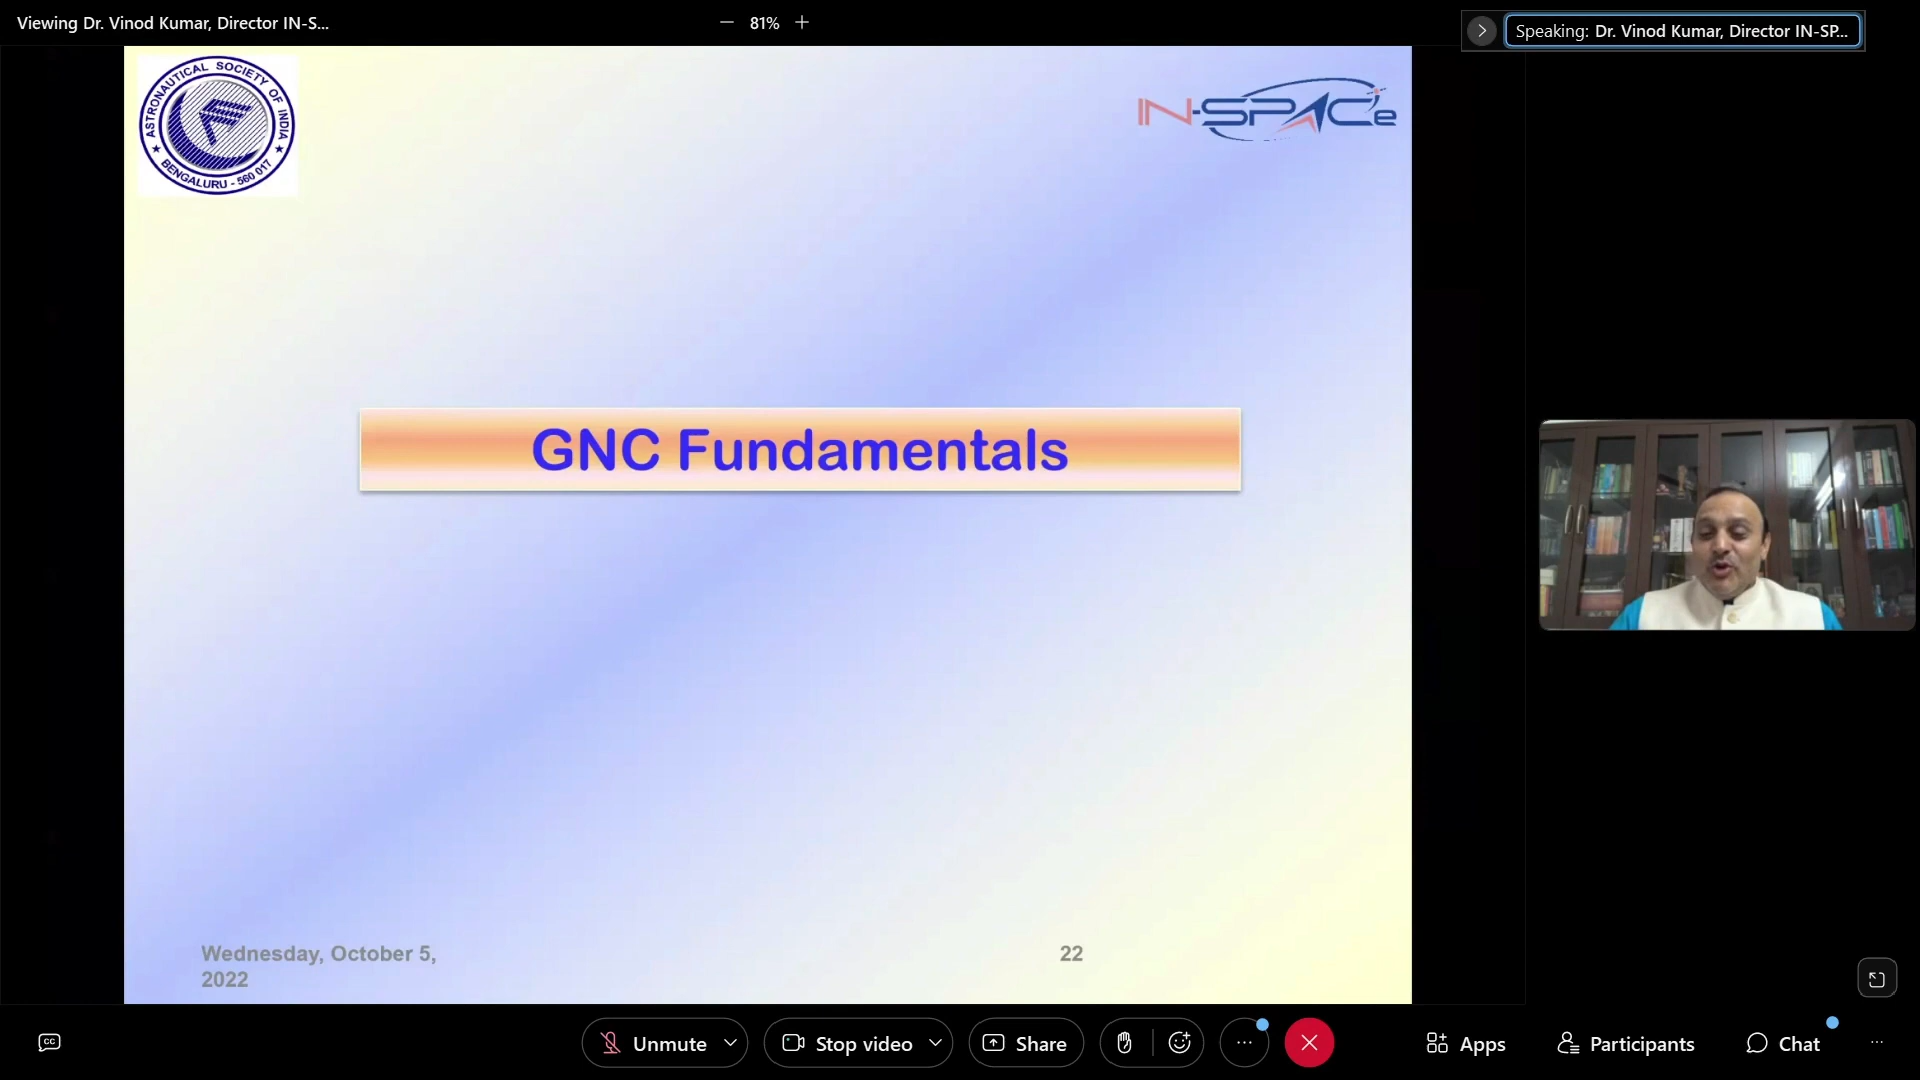 Viewing Dr. Vinod Kumar, Director IN-S...
81%
Speaking: Dr. Vinod Kumar, Director IN-SP...
ASTRONAUTICAL SOCIETY OF INDIA
BENGALURU - 560 017
IN-SPACe
GNC Fundamentals
Wednesday, October 5,
2022
22
CC
Unmute
Stop video
Share
Apps
Participants
Chat